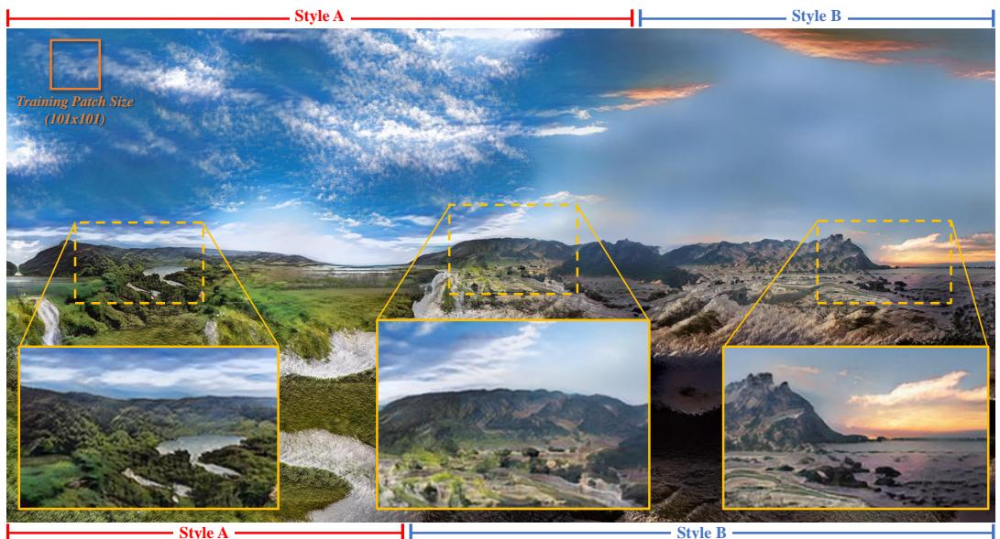 Style A
Style B
Training Patch Size
(101x101)
Style A
Style B